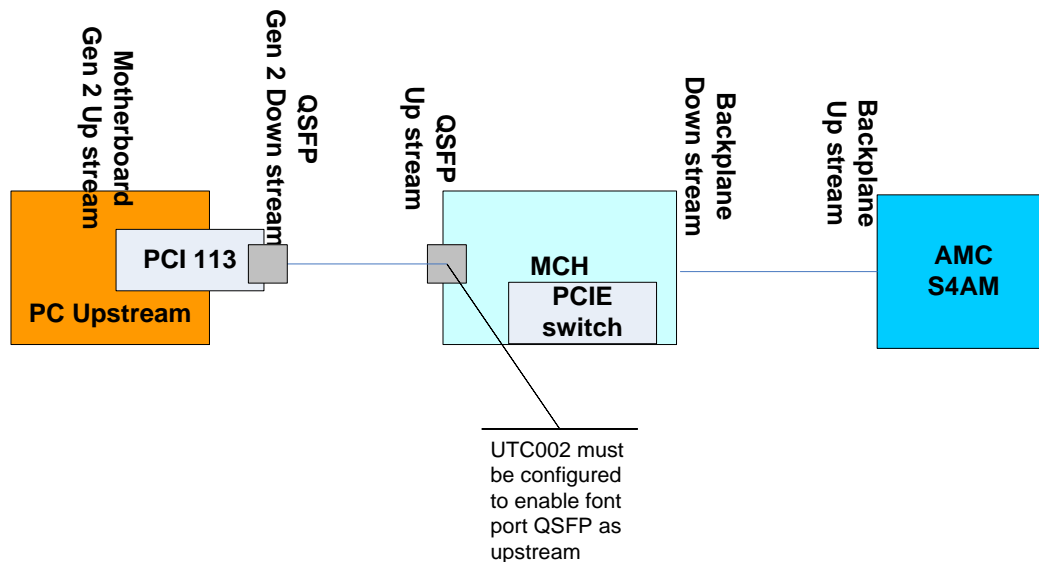 Motherboard
Gen 2 Up stream
QSFP
Gen 2 Down stream
QSFP
Up stream
Backplane
Down stream
Backplane
Up stream
PCI 113
PC Upstream
MCH
PCIE
switch
AMC
S4AM
UTC002 must
be configured
to enable font
port QSFP as
upstream